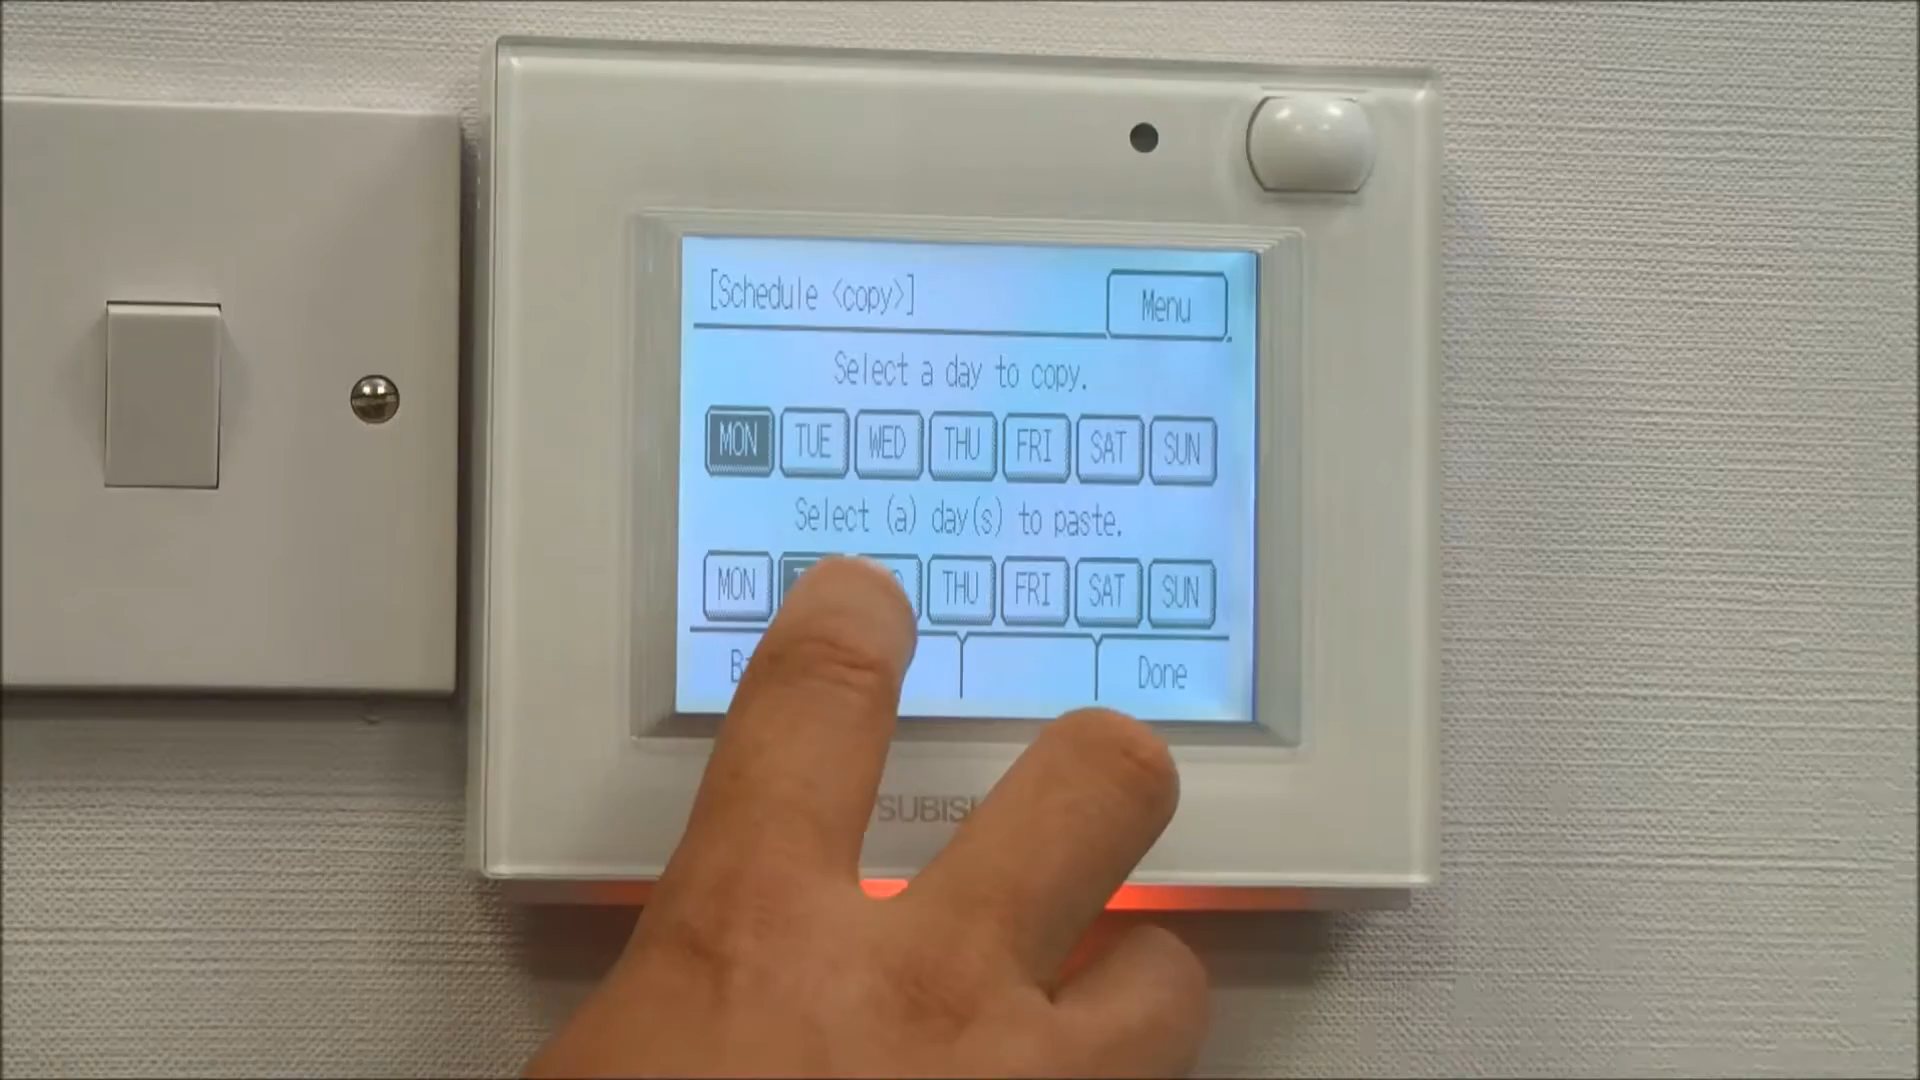 [Schedule <copy>]
Menu
Select a day to copy.
MON TUE WED THU FRI SAT SUN
Select (a) day(s) to paste.
MON THU FRI SAT SUN
Done